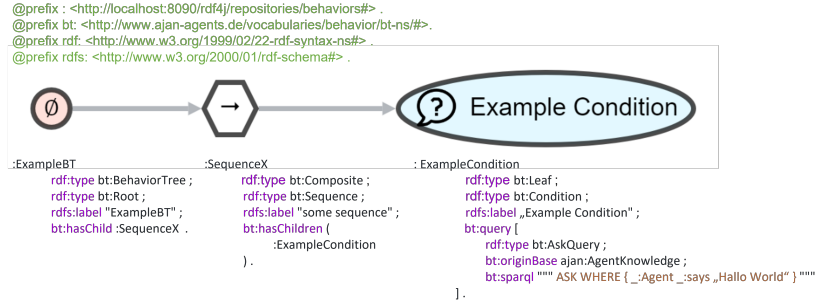 @prefix : <http://localhost:8090/rdf4j/repositories/behaviors#> .
@prefix bt: <http://www.ajan-agents.de/vocabularies/behavior/bt-ns/#>.
@prefix rdf: <http://www.w3.org/1999/02/22-rdf-syntax-ns#> .
@prefix rdfs: <http://www.w3.org/2000/01/rdf-schema#> .
Ø
→
? Example Condition
:ExampleBT
rdf:type bt:BehaviorTree ;
rdf:type bt:Root ;
rdfs:label "ExampleBT" ;
bt:hasChild :SequenceX .
:SequenceX
rdf:type bt:Composite ;
rdf:type bt:Sequence ;
rdfs:label "some sequence" ;
bt:hasChildren (
:ExampleCondition
) .
: ExampleCondition
rdf:type bt:Leaf ;
rdf:type bt:Condition ;
rdfs:label „Example Condition" ;
bt:query [
rdf:type bt:AskQuery ;
bt:originBase ajan:AgentKnowledge ;
bt:sparql """ ASK WHERE { _:Agent _:says „Hallo World“ } """
] .